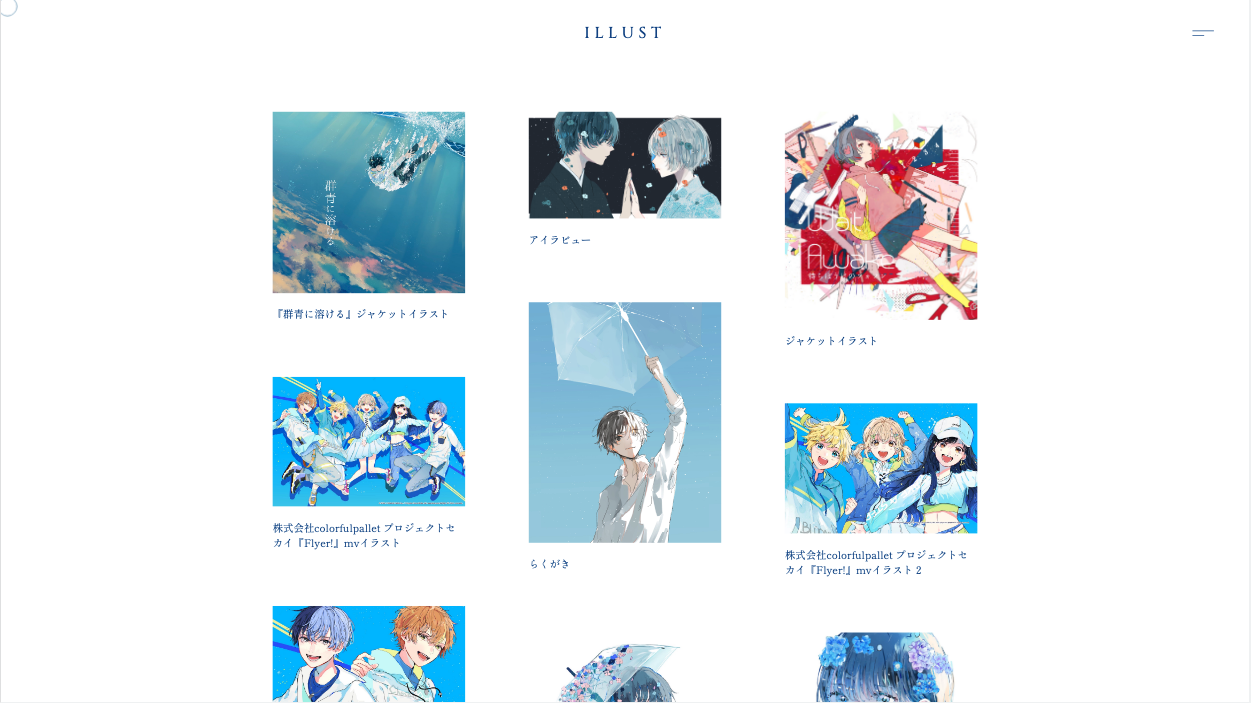 ILLUST
群青に溶ける
『群青に溶ける』ジャケットイラスト
アイラビュー
Wait
Awake
ジャケットイラスト
株式会社colorfulpallet プロジェクトセ
カイ『Flyer!』mvイラスト
らくがき
株式会社colorfulpallet プロジェクトセ
カイ『Flyer!』mvイラスト 2